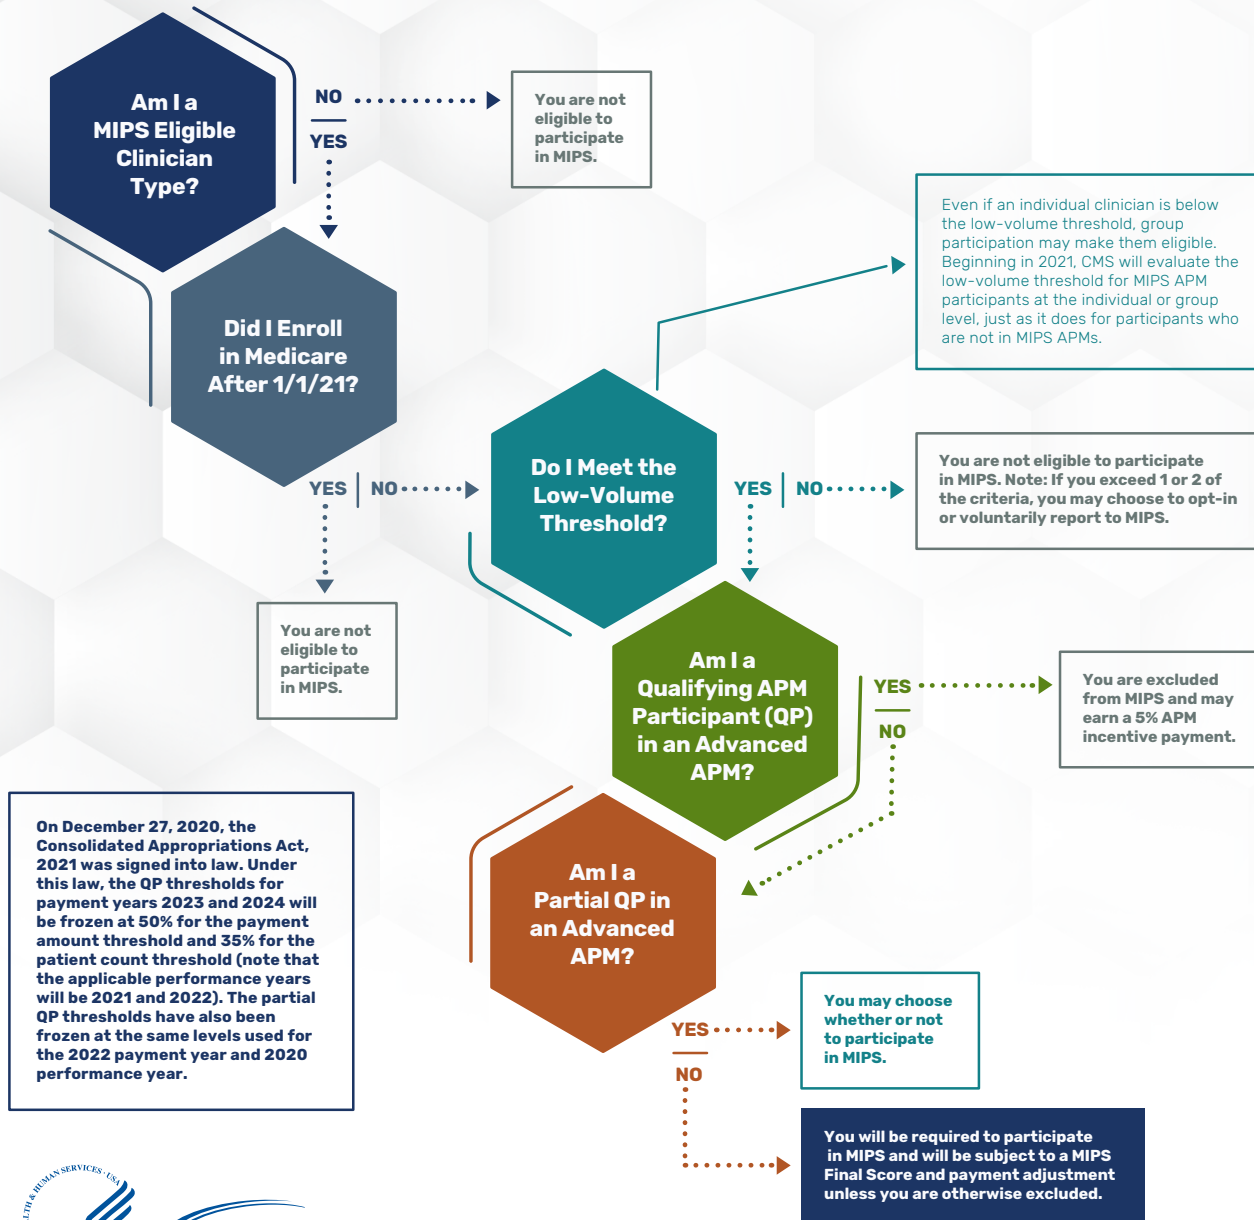 Am I a
MIPS Eligible
Clinician
Type?
NO
YES
You are not
eligible to
participate
in MIPS.
Did I Enroll
in Medicare
After 1/1/21?
YES
NO
You are not
eligible to
participate
in MIPS.
Even if an individual clinician is below
the low-volume threshold, group
participation may make them eligible.
Beginning in 2021, CMS will evaluate the
low-volume threshold for MIPS APM
participants at the individual or group
level, just as it does for participants who
are not in MIPS APMs.
Do I Meet the
Low-Volume
Threshold?
YES
NO
You are not eligible to participate
in MIPS. Note: If you exceed 1 or 2 of
the criteria, you may choose to opt-in
or voluntarily report to MIPS.
Am I a
Qualifying APM
Participant (QP)
in an Advanced
APM?
YES
NO
You are excluded
from MIPS and may
earn a 5% APM
incentive payment.
On December 27, 2020, the
Consolidated Appropriations Act,
2021 was signed into law. Under
this law, the QP thresholds for
payment years 2023 and 2024 will
be frozen at 50% for the payment
amount threshold and 35% for the
patient count threshold (note that
the applicable performance years
will be 2021 and 2022). The partial
QP thresholds have also been
frozen at the same levels used for
the 2022 payment year and 2020
performance year.
Am I a
Partial QP in
an Advanced
APM?
YES
NO
You may choose
whether or not
to participate
in MIPS.
You will be required to participate
in MIPS and will be subject to a MIPS
Final Score and payment adjustment
unless you are otherwise excluded.
& HUMAN SERVICES · USA